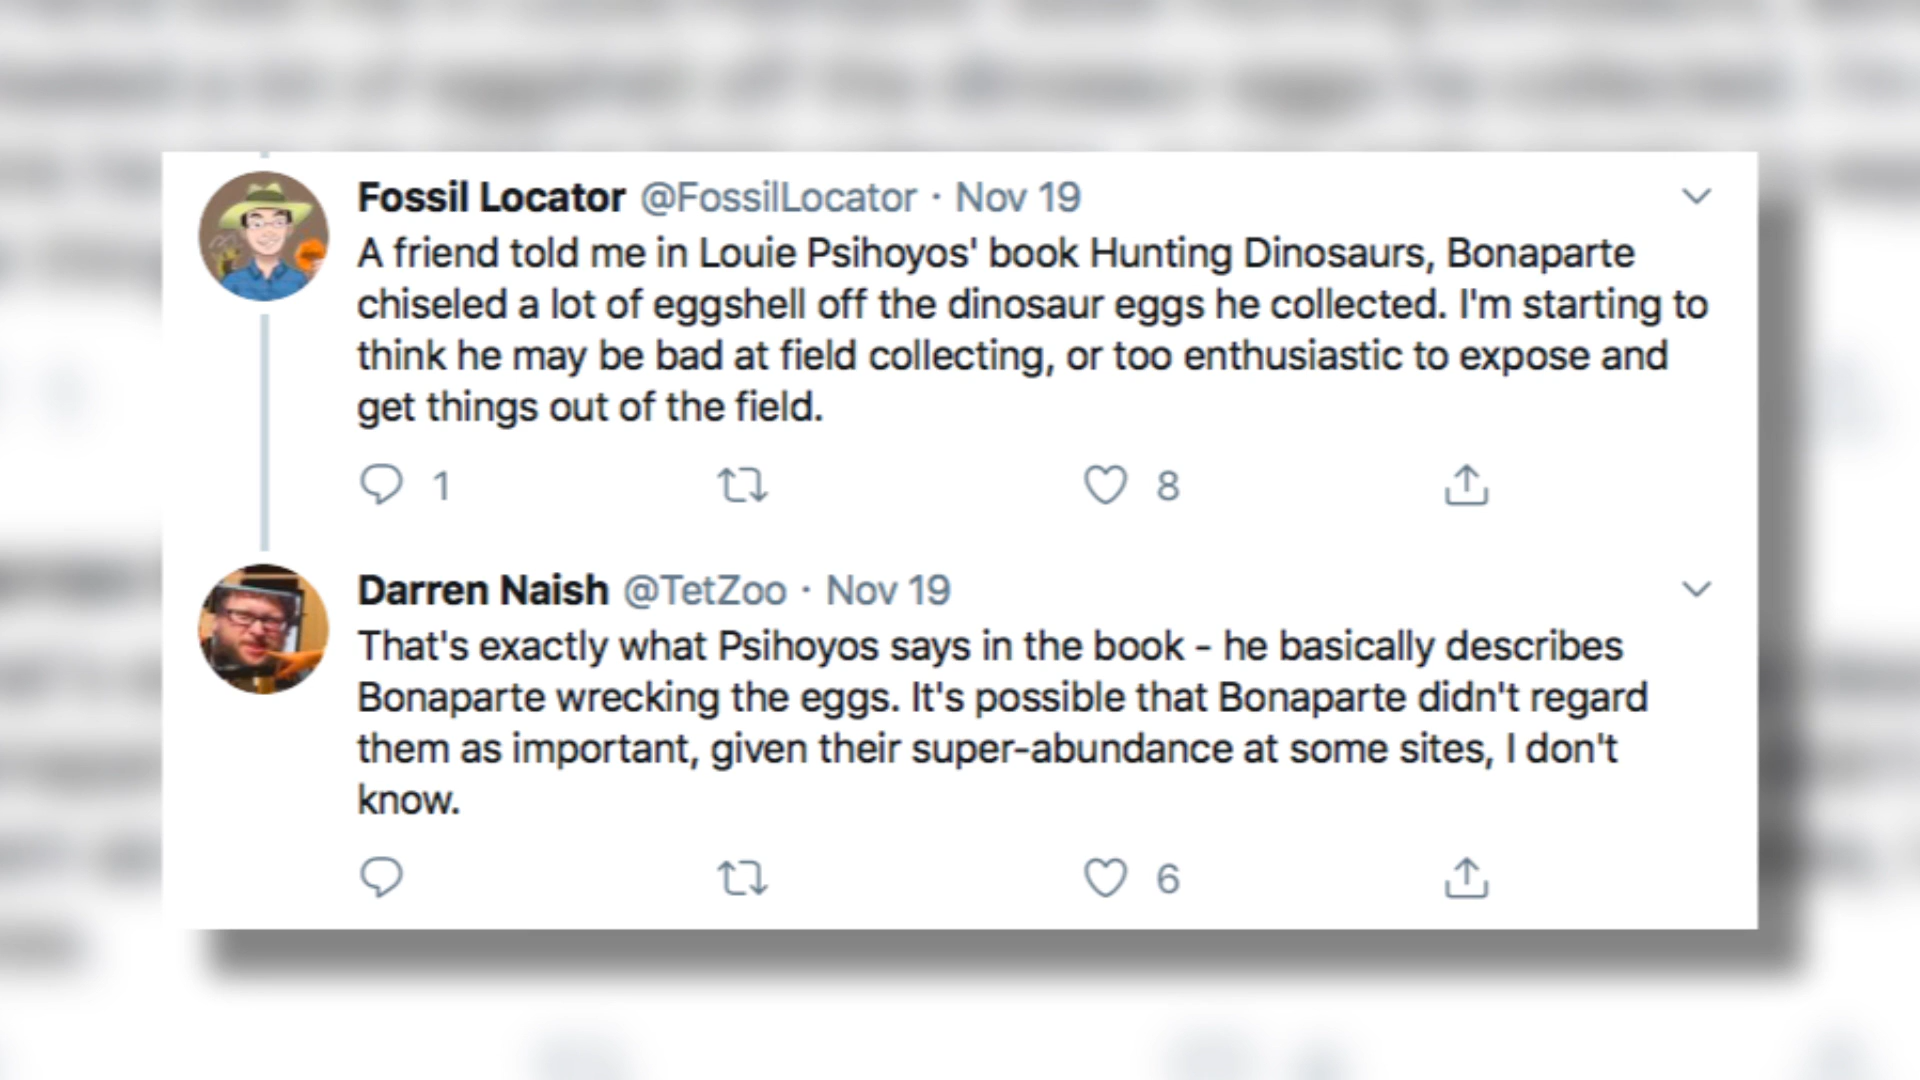 Fossil Locator @FossilLocator · Nov 19
A friend told me in Louie Psihoyos' book Hunting Dinosaurs, Bonaparte
chiseled a lot of eggshell off the dinosaur eggs he collected. I'm starting to
think he may be bad at field collecting, or too enthusiastic to expose and
get things out of the field.
1 8
Darren Naish @TetZoo · Nov 19
That's exactly what Psihoyos says in the book - he basically describes
Bonaparte wrecking the eggs. It's possible that Bonaparte didn't regard
them as important, given their super-abundance at some sites, I don't
know.
6